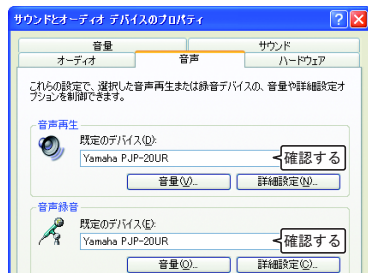 サウンドとオーディオ デバイスのプロパティ
音量
サウンド
オーディオ
音声
ハードウェア
これらの設定で、選択した音声再生または録音デバイスの、音量や詳細設定オプションを制御できます。
音声再生
既定のデバイス(D):
Yamaha PJP-20UR
確認する
音量(V)...
詳細設定(N)...
音声録音
既定のデバイス(E):
Yamaha PJP-20UR
確認する
音量(O)...
詳細設定(C)...